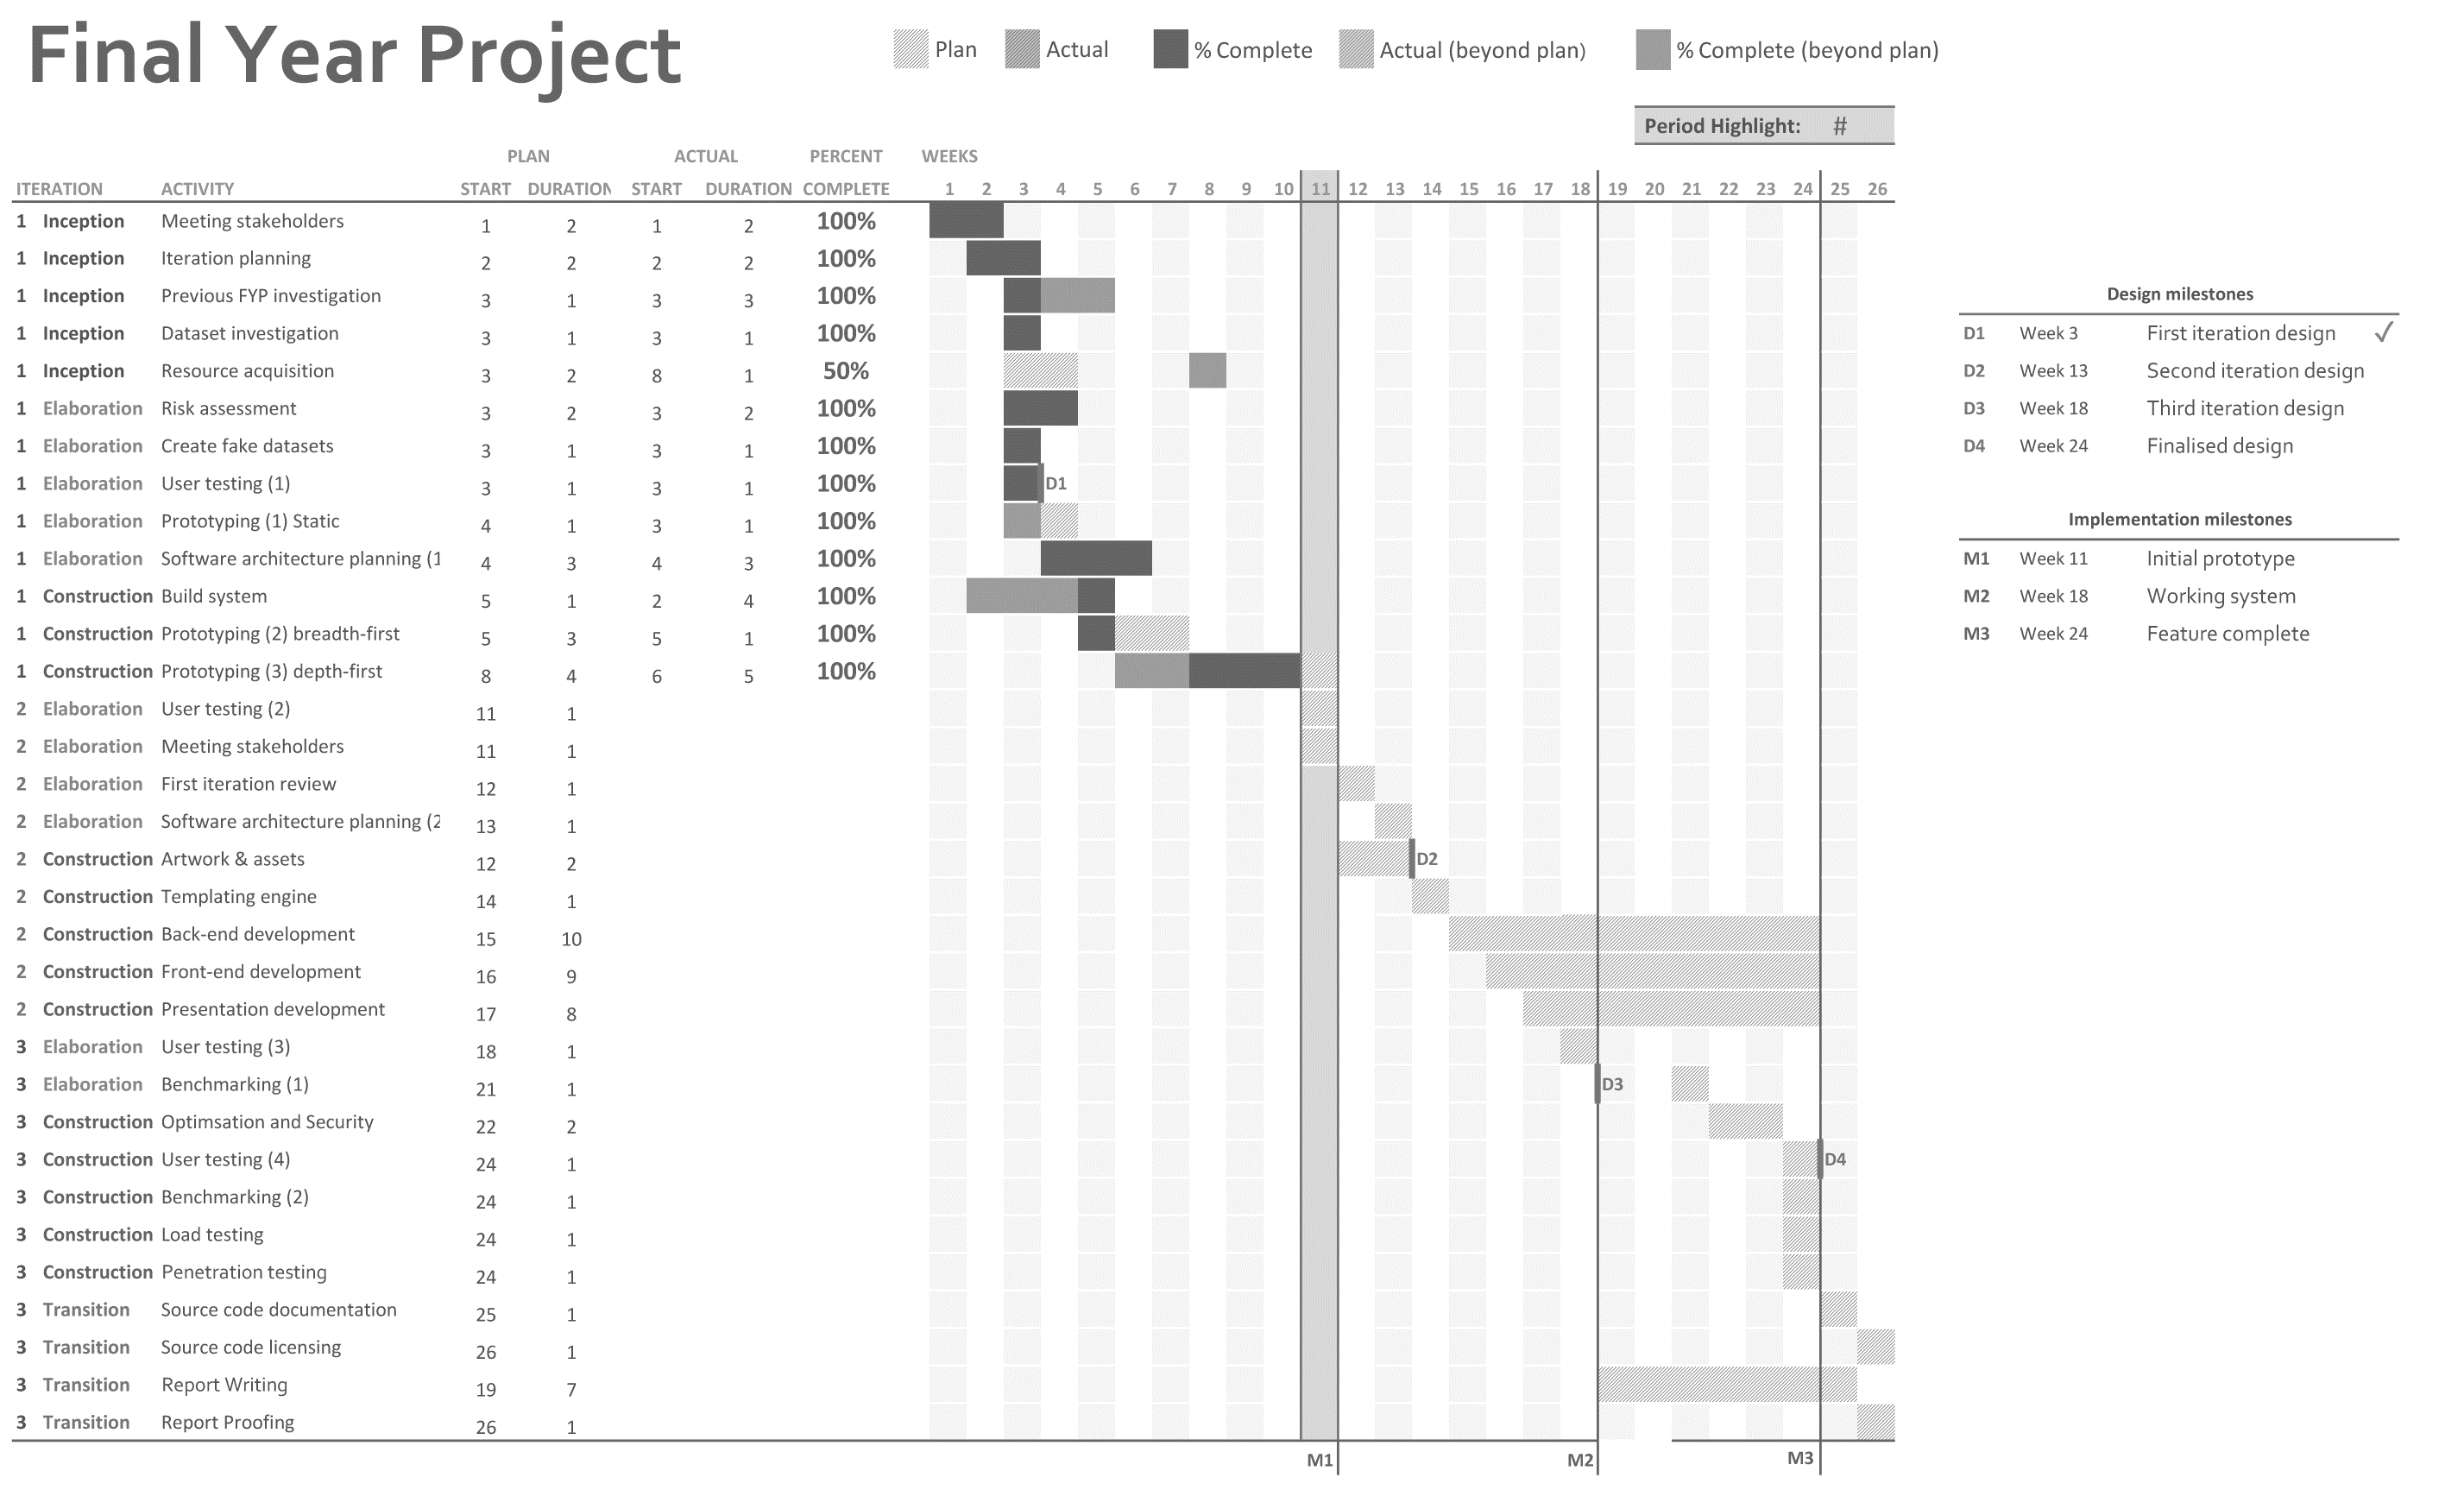 Final Year Project
Plan Actual % Complete Actual (beyond plan) % Complete (beyond plan)
Period Highlight: #
PLAN ACTUAL PERCENT WEEKS
ITERATION ACTIVITY START DURATION START DURATION COMPLETE 1 2 3 4 5 6 7 8 9 10 11 12 13 14 15 16 17 18 19 20 21 22 23 24 25 26
1 Inception Meeting stakeholders 1 2 1 2 100%
1 Inception Iteration planning 2 2 2 2 100%
1 Inception Previous FYP investigation 3 1 3 3 100%
1 Inception Dataset investigation 3 1 3 1 100%
1 Inception Resource acquisition 3 2 8 1 50%
1 Elaboration Risk assessment 3 2 3 2 100%
1 Elaboration Create fake datasets 3 1 3 1 100%
1 Elaboration User testing (1) 3 1 3 1 100% D1
1 Elaboration Prototyping (1) Static 4 1 3 1 100%
1 Elaboration Software architecture planning (1 4 3 4 3 100%
1 Construction Build system 5 1 2 4 100%
1 Construction Prototyping (2) breadth-first 5 3 5 1 100%
1 Construction Prototyping (3) depth-first 8 4 6 5 100%
2 Elaboration User testing (2) 11 1
2 Elaboration Meeting stakeholders 11 1
2 Elaboration First iteration review 12 1
2 Elaboration Software architecture planning (2 13 1
2 Construction Artwork & assets 12 2 D2
2 Construction Templating engine 14 1
2 Construction Back-end development 15 10
2 Construction Front-end development 16 9
2 Construction Presentation development 17 8
3 Elaboration User testing (3) 18 1
3 Elaboration Benchmarking (1) 21 1 D3
3 Construction Optimsation and Security 22 2
3 Construction User testing (4) 24 1 D4
3 Construction Benchmarking (2) 24 1
3 Construction Load testing 24 1
3 Construction Penetration testing 24 1
3 Transition Source code documentation 25 1
3 Transition Source code licensing 26 1
3 Transition Report Writing 19 7
3 Transition Report Proofing 26 1
M1 M2 M3
Design milestones
D1 Week 3 First iteration design ✓
D2 Week 13 Second iteration design
D3 Week 18 Third iteration design
D4 Week 24 Finalised design
Implementation milestones
M1 Week 11 Initial prototype
M2 Week 18 Working system
M3 Week 24 Feature complete